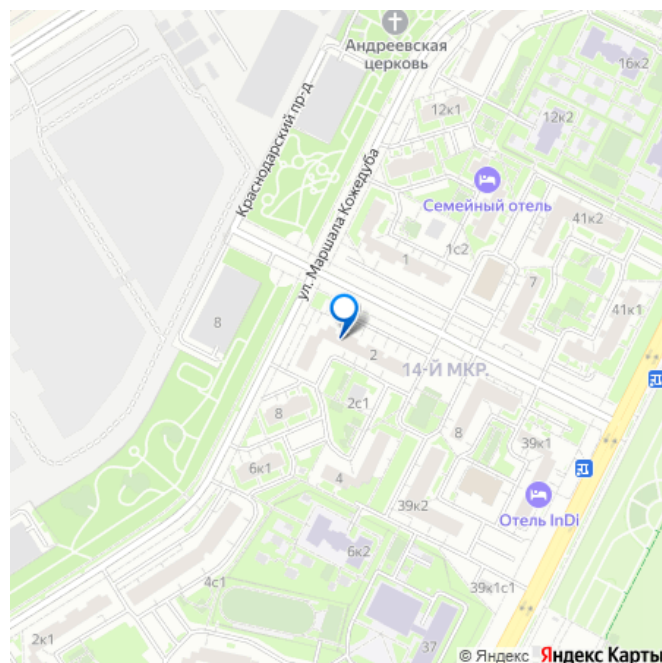 Андреевская
церковь
16к2
12к1
12к2
Краснодарский пр-д
Семейный отель
ул. Маршала Кожедуба
41к2
1с2
1
7
41к1
8
2
14-Й МКР.
2с1
8
8
39к1
6к1
4
39к2
Отель InDi
6к2
4с1
39к1с1
37
2к1
© Яндекс Яндекс Карты